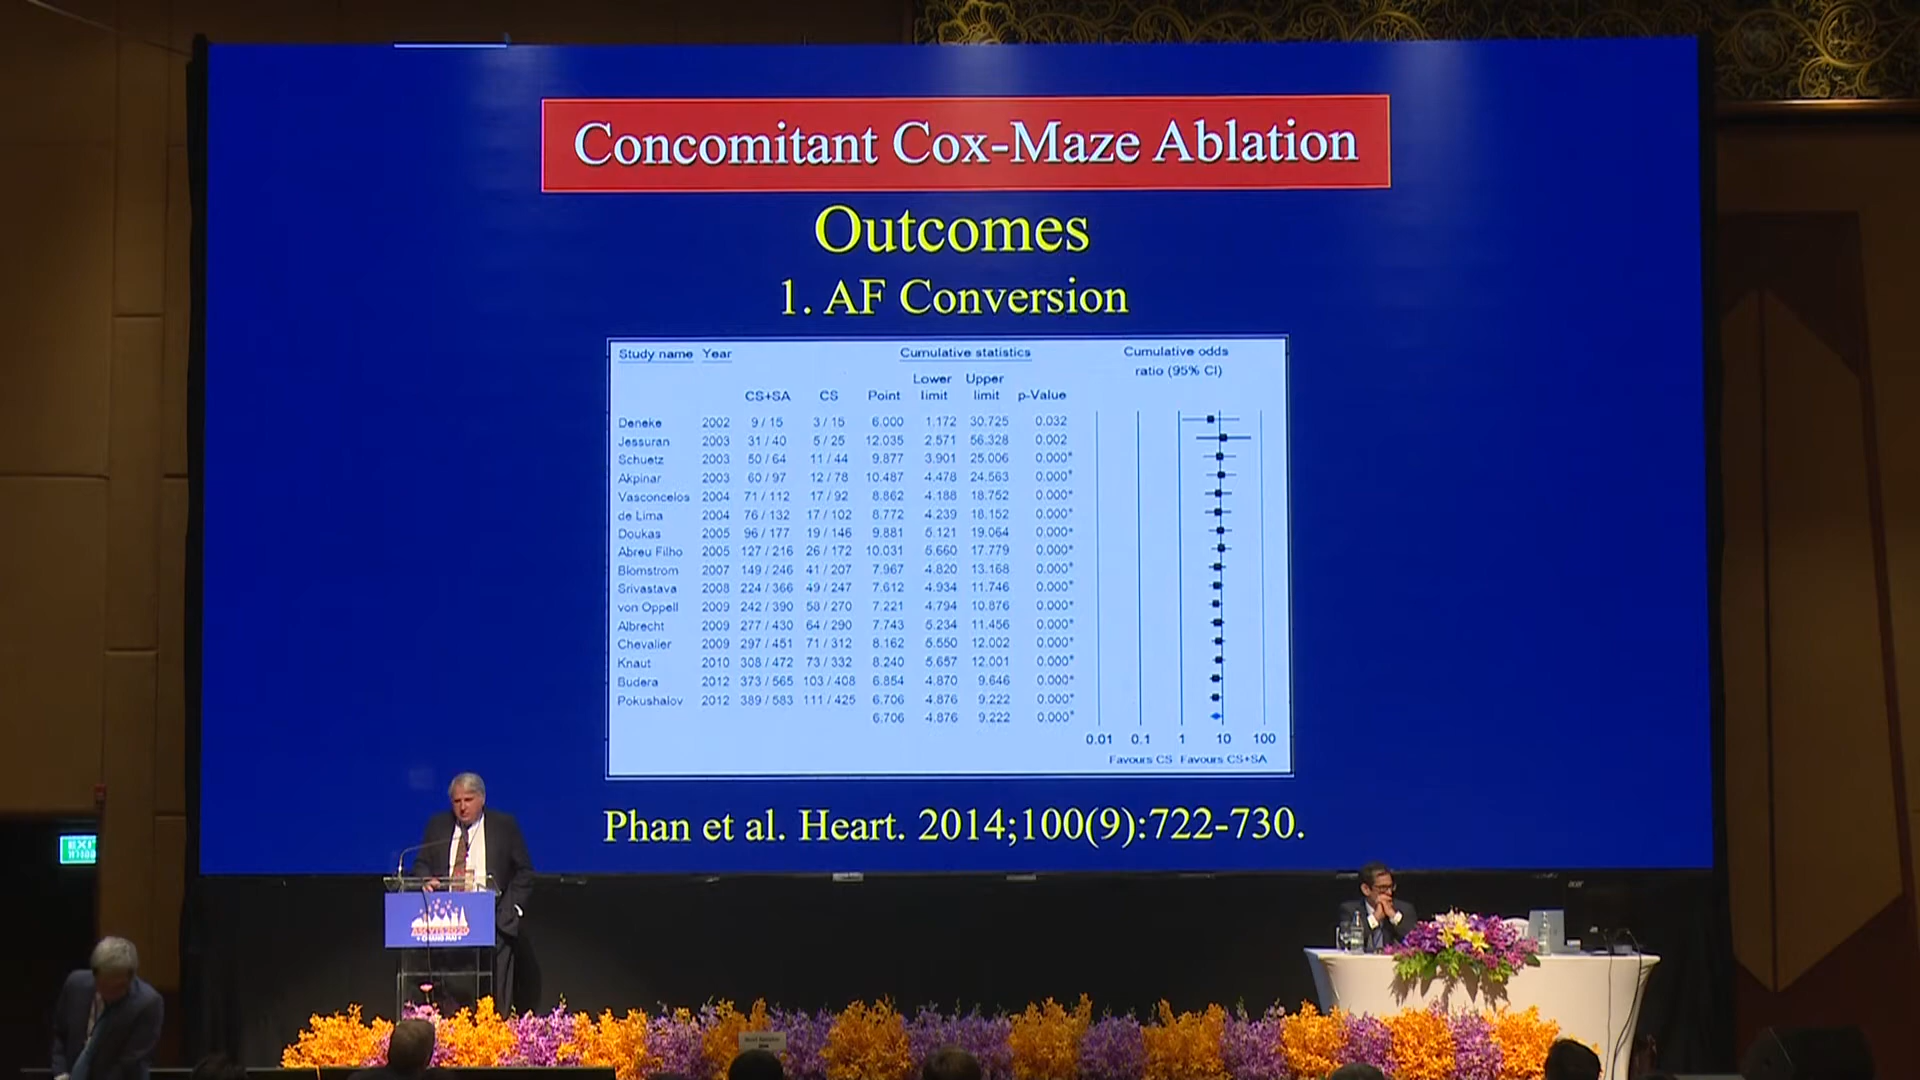 Concomitant Cox-Maze Ablation
Outcomes
1. AF Conversion
Study name Year Cumulative statistics Cumulative odds
ratio (95% CI)
Lower Upper
CS+SA CS Point limit limit p-Value
Deneke 2002 9 / 15 3 / 15 6.000 1.172 30.725 0.032
Jessuran 2003 31 / 40 5 / 25 12.035 2.571 56.328 0.002
Schuetz 2003 50 / 64 11 / 44 9.877 3.901 25.006 0.000*
Akpinar 2003 60 / 97 12 / 78 10.487 4.478 24.563 0.000*
Vasconcelos 2004 71 / 112 17 / 92 8.862 4.188 18.752 0.000*
de Lima 2004 76 / 132 17 / 102 8.772 4.239 18.152 0.000*
Doukas 2005 96 / 177 19 / 146 9.881 5.121 19.064 0.000*
Abreu Filho 2005 127 / 216 26 / 172 10.031 5.660 17.779 0.000*
Blomstrom 2007 149 / 246 41 / 207 7.967 4.820 13.168 0.000*
Srivastava 2008 224 / 366 49 / 247 7.612 4.934 11.746 0.000*
von Oppell 2009 242 / 390 58 / 270 7.221 4.794 10.876 0.000*
Albrecht 2009 277 / 430 64 / 290 7.743 5.234 11.456 0.000*
Chevalier 2009 297 / 451 71 / 312 8.162 5.550 12.002 0.000*
Knaut 2010 308 / 472 73 / 332 8.240 5.657 12.001 0.000*
Budera 2012 373 / 565 103 / 408 6.854 4.870 9.646 0.000*
Pokushalov 2012 389 / 583 111 / 425 6.706 4.876 9.222 0.000*
6.706 4.876 9.222 0.000*
0.01 0.1 1 10 100
Favours CS Favours CS+SA
Phan et al. Heart. 2014;100(9):722-730.
EXIT
ASCVTS 2020
CHIANG MAI
acer